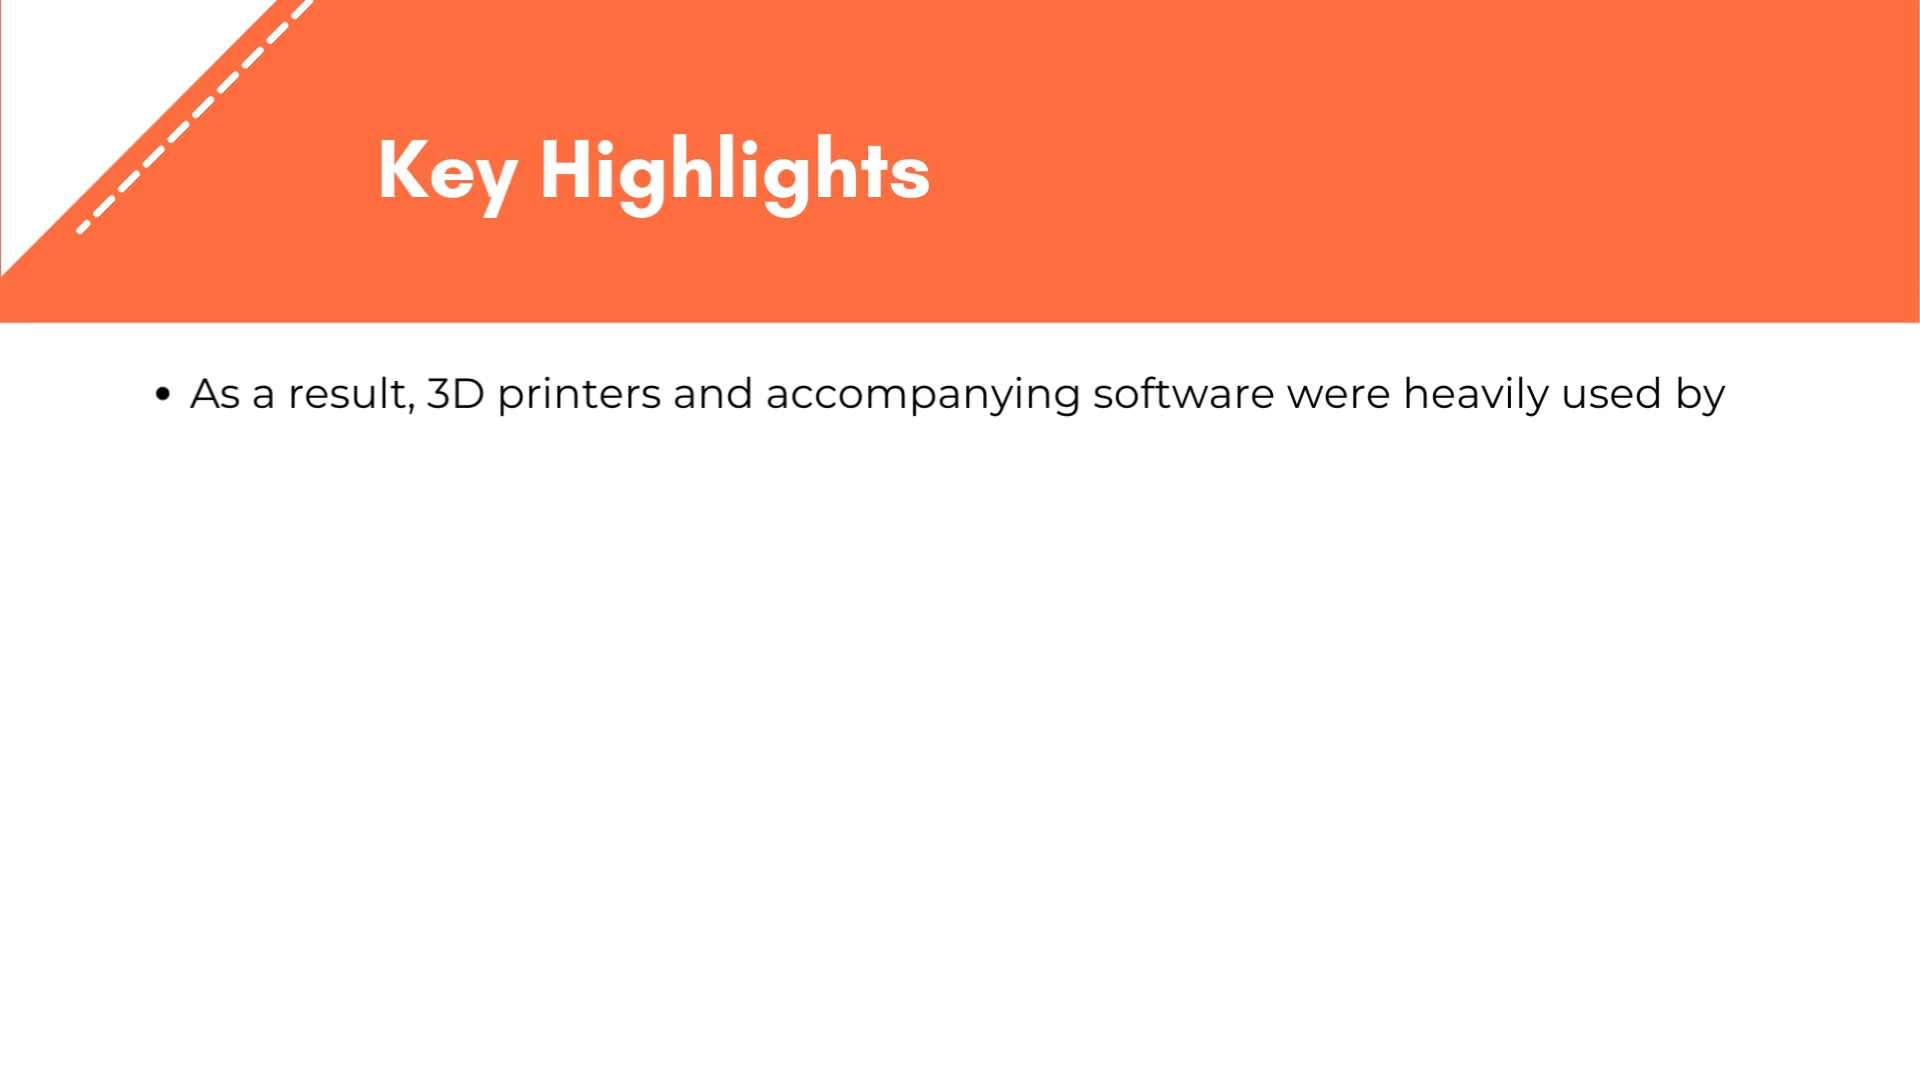 Key Highlights
• As a result, 3D printers and accompanying software were heavily used by